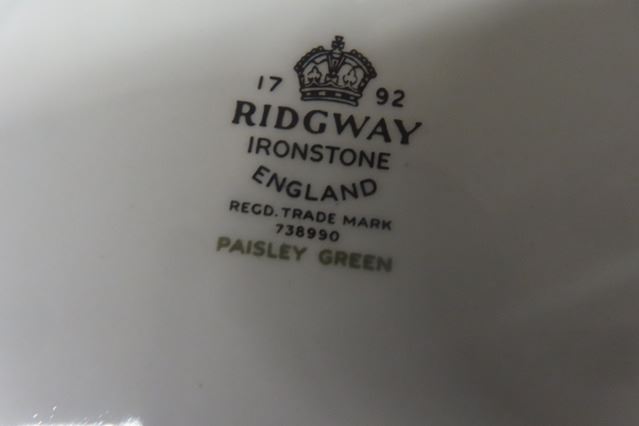 17 92
RIDGWAY
IRONSTONE
ENGLAND
REGD. TRADE MARK
738990
PAISLEY GREEN